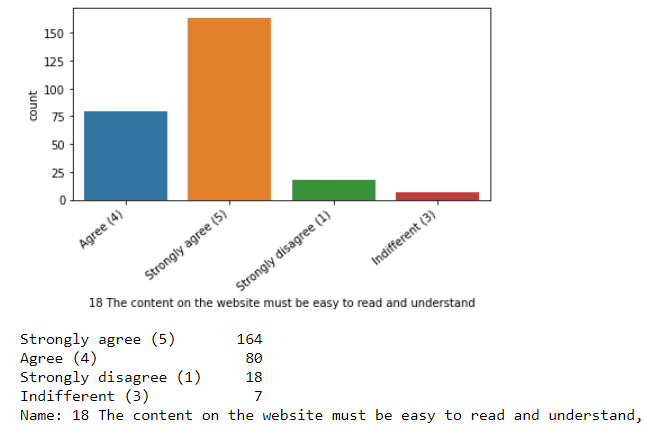 150
125
100
75
50
25
0
count
Agree (4)
Strongly agree (5)
Strongly disagree (1)
Indifferent (3)
18 The content on the website must be easy to read and understand
Strongly agree (5) 164
Agree (4) 80
Strongly disagree (1) 18
Indifferent (3) 7
Name: 18 The content on the website must be easy to read and understand,